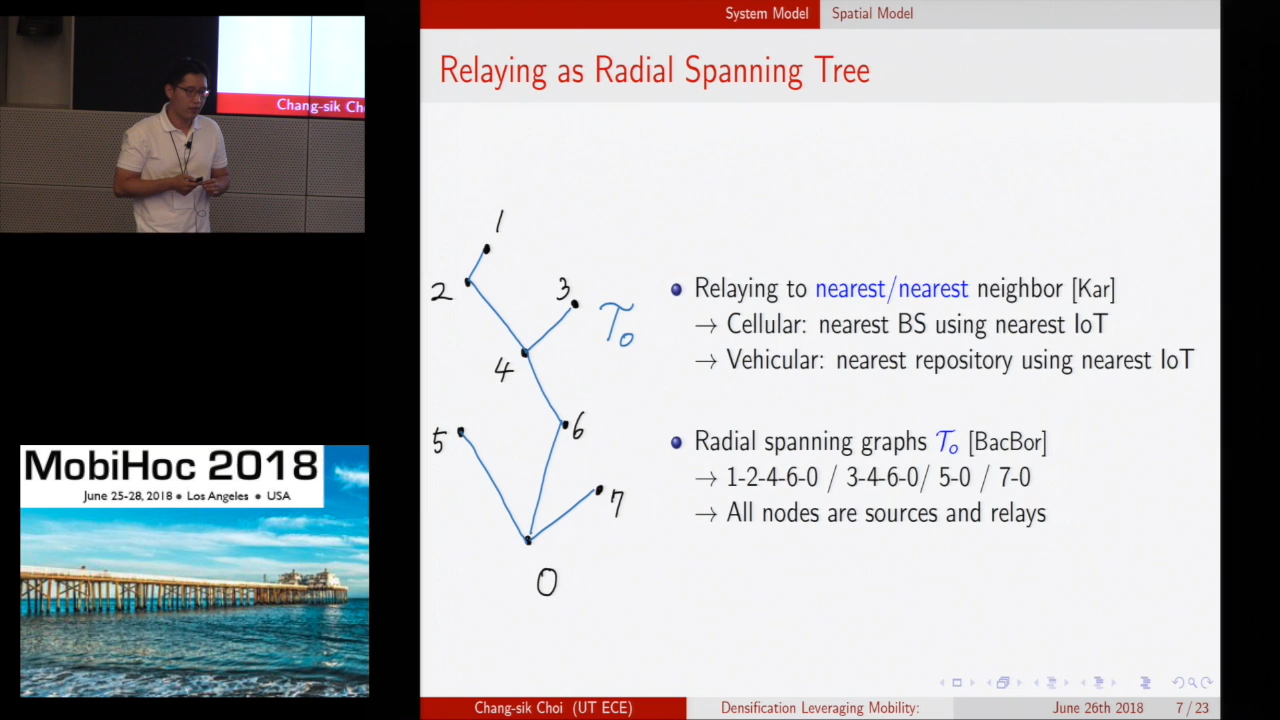 System Model
Spatial Model
Relaying as Radial Spanning Tree
Chang-sik Ch
1
2
3
𝒯₀
4
5
6
7
0
Relaying to nearest/nearest neighbor [Kar]
→ Cellular: nearest BS using nearest IoT
→ Vehicular: nearest repository using nearest IoT
Radial spanning graphs 𝒯₀ [BacBor]
→ 1-2-4-6-0 / 3-4-6-0/ 5-0 / 7-0
→ All nodes are sources and relays
MobiHoc 2018
June 25-28, 2018 • Los Angeles • USA
Chang-sik Choi (UT ECE)
Densification Leveraging Mobility:
June 26th 2018
7 / 23